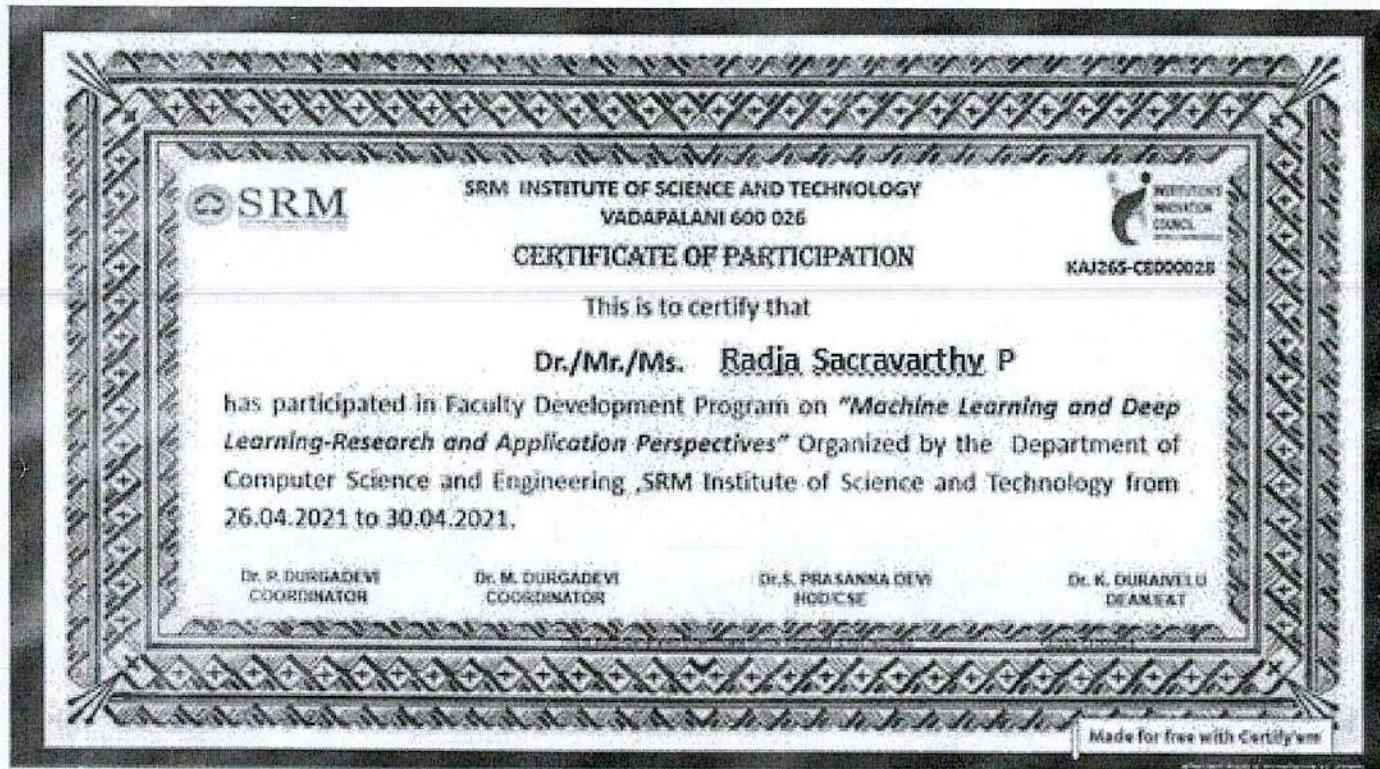 SRM
SRM INSTITUTE OF SCIENCE AND TECHNOLOGY
VADAPALANI 600 026
CERTIFICATE OF PARTICIPATION
INSTITUTION'S
INNOVATION
COUNCIL
KAJ265-CE000028
This is to certify that
Dr./Mr./Ms. Radja Sacravarthy P
has participated in Faculty Development Program on "Machine Learning and Deep
Learning-Research and Application Perspectives" Organized by the Department of
Computer Science and Engineering ,SRM Institute of Science and Technology from
26.04.2021 to 30.04.2021.
Dr. P. DURGADEVI
COORDINATOR
Dr. M. DURGADEVI
COORDINATOR
Dr.S. PRASANNA DEVI
HOD/CSE
Dr. K. DURAIVELU
DEAN/E&T
Made for free with Certify'em